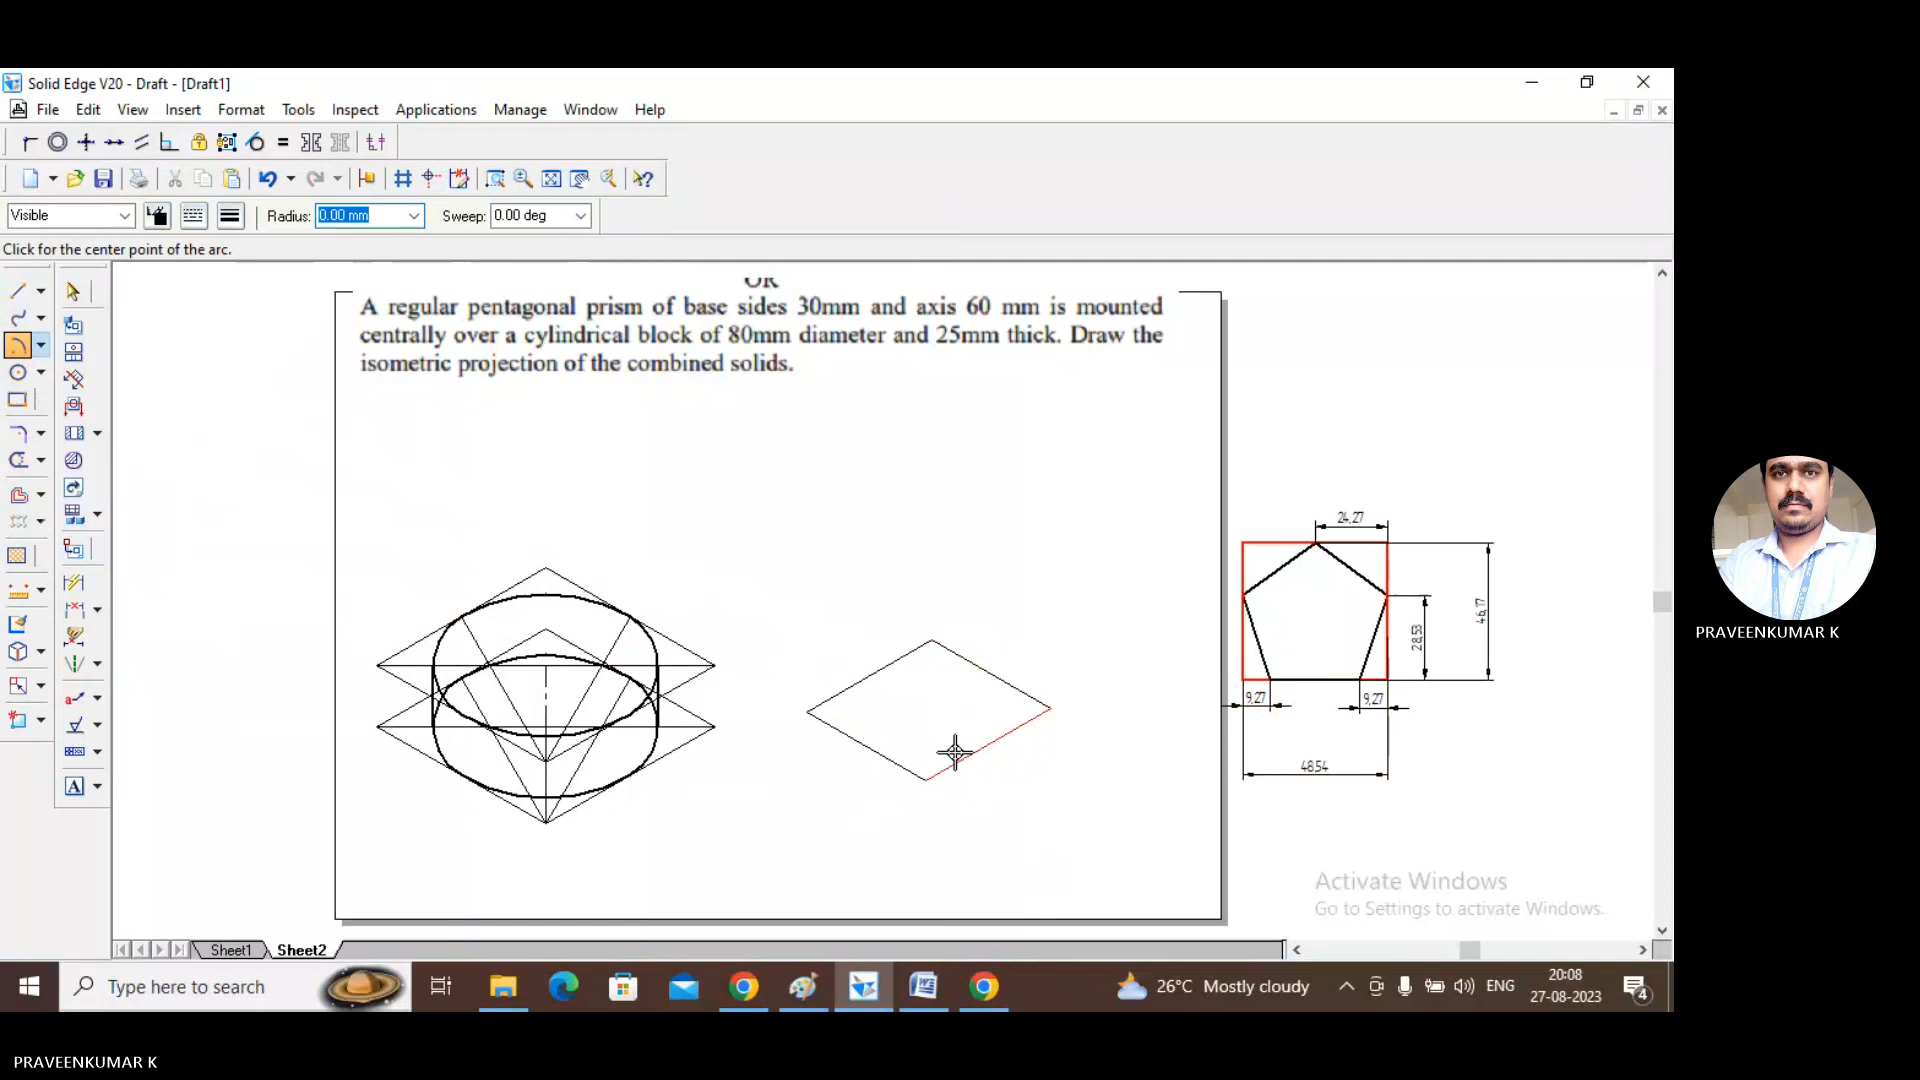 Solid Edge V20 - Draft - [Draft1]
File Edit View Insert Format Tools Inspect Applications Manage Window Help
Visible Radius: 0.00 mm Sweep: 0.00 deg
Click for the center point of the arc.
OR
A regular pentagonal prism of base sides 30mm and axis 60 mm is mounted
centrally over a cylindrical block of 80mm diameter and 25mm thick. Draw the
isometric projection of the combined solids.
24,27
46,17
28,53
9,27
9,27
48,54
PRAVEENKUMAR K
Activate Windows
Go to Settings to activate Windows.
Sheet1 Sheet2
Type here to search
26°C Mostly cloudy
ENG
20:08
27-08-2023
4
PRAVEENKUMAR K